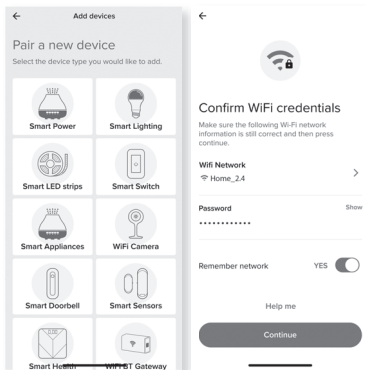 Add devices
Pair a new device
Select the device type you would like to add.
Smart Power
Smart Lighting
Smart LED strips
Smart Switch
Smart Appliances
WiFi Camera
Smart Doorbell
Smart Sensors
Smart Health
WiFi BT Gateway
Confirm WiFi credentials
Make sure the following Wi-Fi network
information is still correct and then press
continue.
Wifi Network
Home_2.4
>
Password
Show
............
Remember network
YES
Help me
Continue